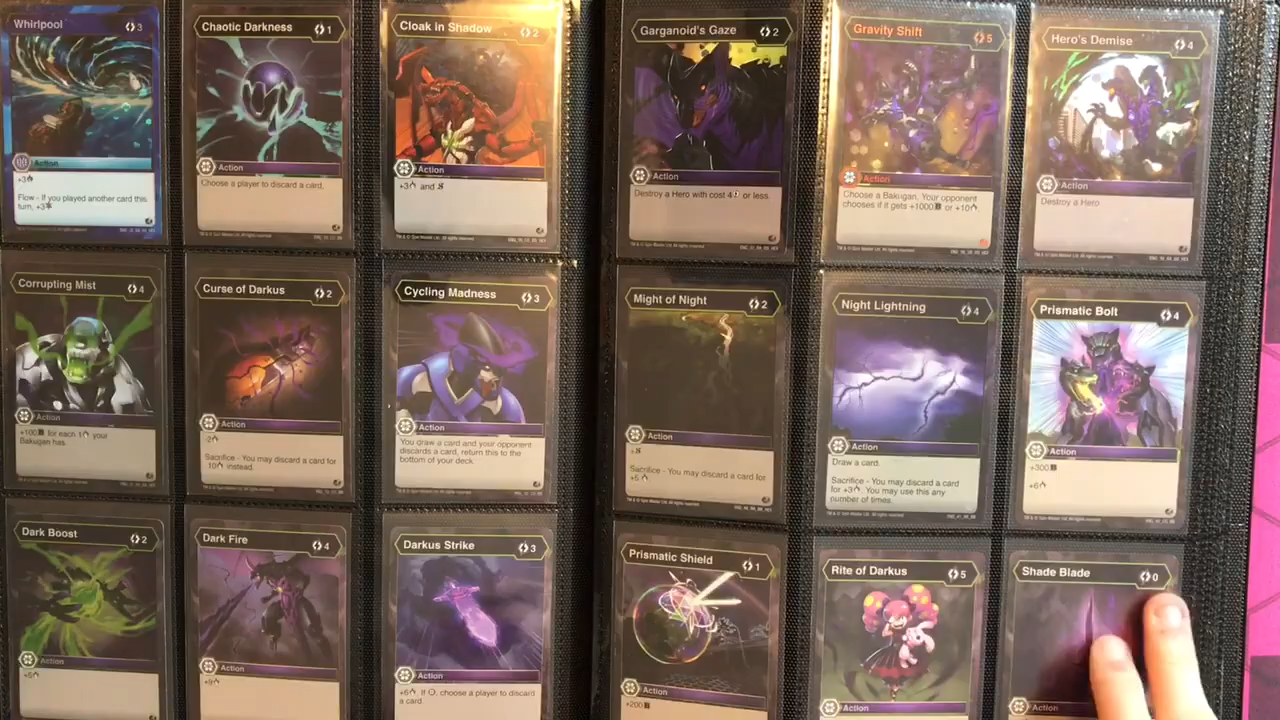 Whirlpool 3
Action
+3
Flow - If you played another card this
turn, +3
Chaotic Darkness 1
Action
Choose a player to discard a card.
Cloak in Shadow 2
Action
+3 and
Garganoid's Gaze 2
Action
Destroy a Hero with cost 4 or less.
Gravity Shift 5
Action
Choose a Bakugan. Your opponent
chooses if it gets +1000 or +10
Hero's Demise 4
Action
Destroy a Hero
Corrupting Mist 4
Action
+100 for each 1 your
Bakugan has.
Curse of Darkus 2
Action
-2
Sacrifice - You may discard a card for
10 instead.
Cycling Madness 3
Action
You draw a card and your opponent
discards a card, return this to the
bottom of your deck.
Might of Night 2
Action
Sacrifice - You may discard a card for
+6
Night Lightning 4
Action
Draw a card.
Sacrifice - You may discard a card
for +3. You may use this any
number of times.
Prismatic Bolt 4
Action
+300
+6
Dark Boost 2
Action
Dark Fire 4
Action
+9
Darkus Strike 3
Action
+6. If, choose a player to discard
a card.
Prismatic Shield 1
Action
+200
Rite of Darkus 5
Action
Shade Blade 0
Action